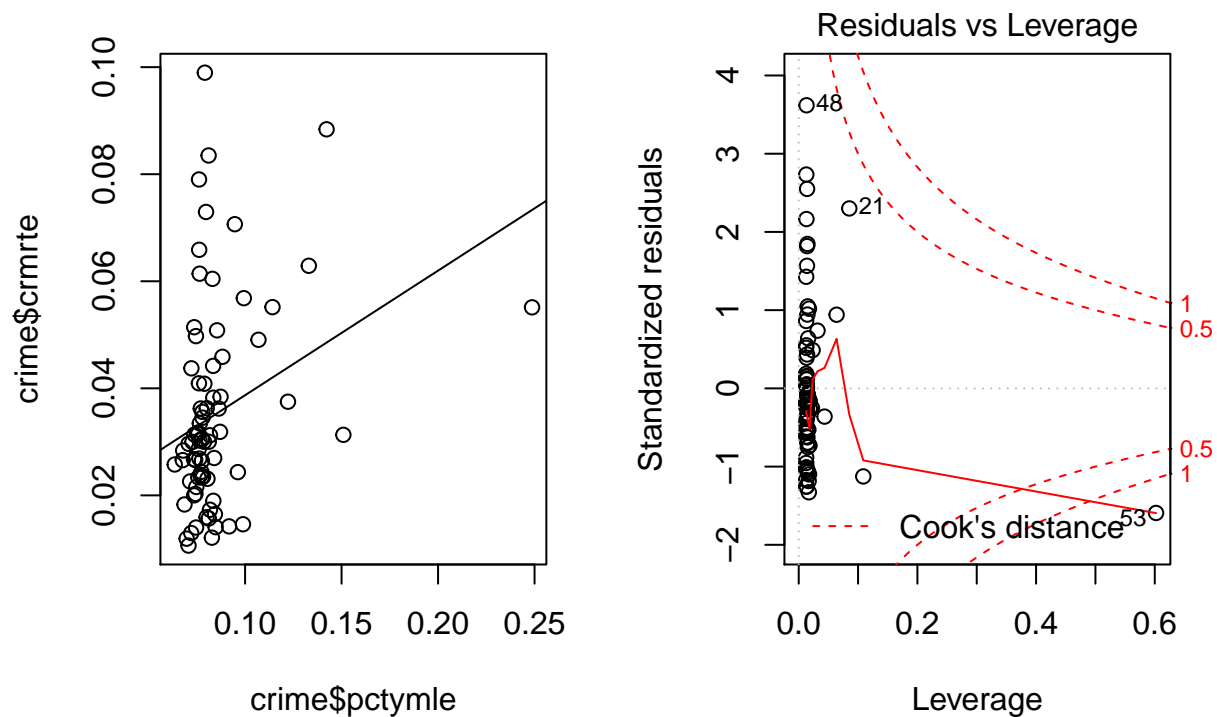 crime$crmrte
0.10
0.08
0.06
0.04
0.02
0.10 0.15 0.20 0.25
crime$pctymle
Residuals vs Leverage
Standardized residuals
4
3
2
1
0
−1
−2
48
21
53
1
0.5
0.5
1
Cook's distance
0.0 0.2 0.4 0.6
Leverage